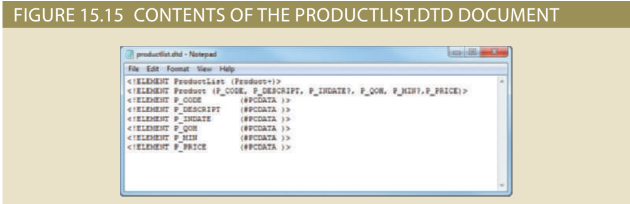 FIGURE 15.15 CONTENTS OF THE PRODUCTLIST.DTD DOCUMENT
productlist.dtd - Notepad
File Edit Format View Help
<!ELEMENT ProductList (Product+)>
<!ELEMENT Product (P_CODE, P_DESCRIPT, P_INDATE?, P_QOH, P_MIN?,P_PRICE)>
<!ELEMENT P_CODE (#PCDATA )>
<!ELEMENT P_DESCRIPT (#PCDATA )>
<!ELEMENT P_INDATE (#PCDATA )>
<!ELEMENT P_QOH (#PCDATA )>
<!ELEMENT P_MIN (#PCDATA )>
<!ELEMENT P_PRICE (#PCDATA )>